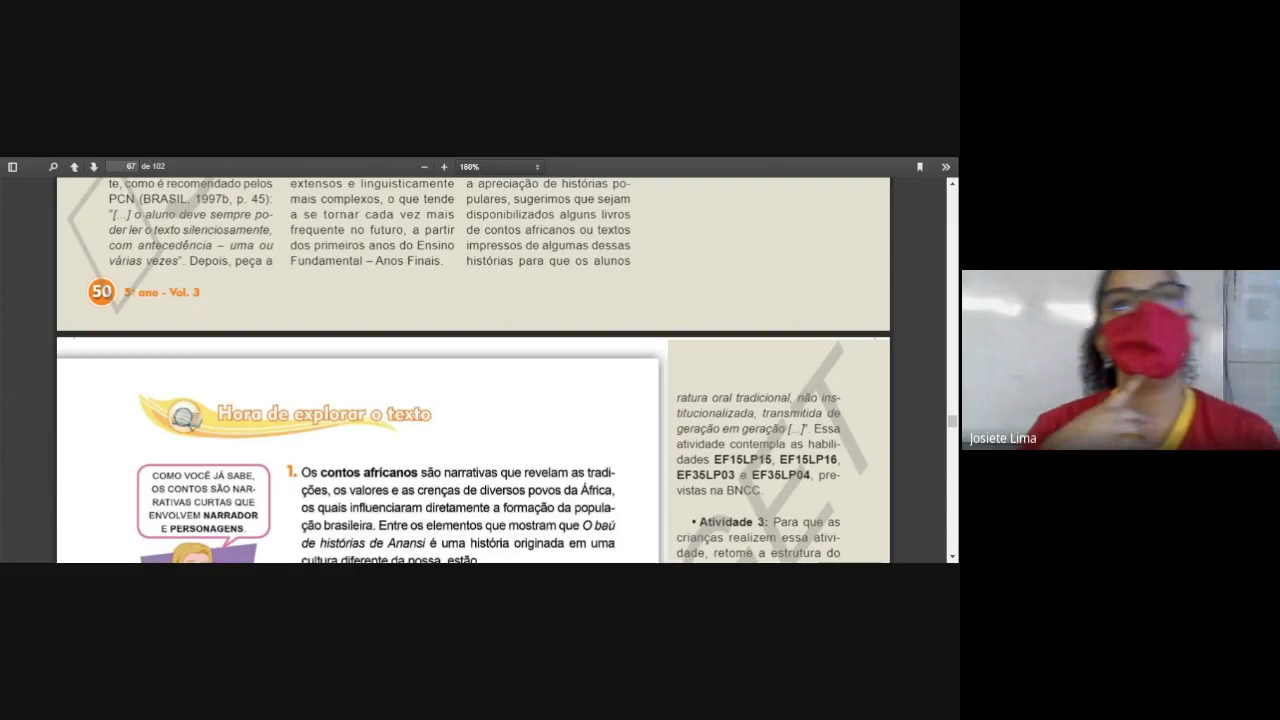 67 de 102
160%
te, como é recomendado pelos
PCN (BRASIL, 1997b, p. 45):
"[...] o aluno deve sempre po-
der ler o texto silenciosamente,
com antecedência – uma ou
várias vezes". Depois, peça a
extensos e linguisticamente
mais complexos, o que tende
a se tornar cada vez mais
frequente no futuro, a partir
dos primeiros anos do Ensino
Fundamental – Anos Finais.
a apreciação de histórias po-
pulares, sugerimos que sejam
disponibilizados alguns livros
de contos africanos ou textos
impressos de algumas dessas
histórias para que os alunos
50 5º ano - Vol. 3
Hora de explorar o texto
COMO VOCÊ JÁ SABE,
OS CONTOS SÃO NAR-
RATIVAS CURTAS QUE
ENVOLVEM NARRADOR
E PERSONAGENS.
1. Os contos africanos são narrativas que revelam as tradi-
ções, os valores e as crenças de diversos povos da África,
os quais influenciaram diretamente a formação da popula-
ção brasileira. Entre os elementos que mostram que O baú
de histórias de Anansi é uma história originada em uma
cultura diferente da nossa, estão
ratura oral tradicional, não ins-
titucionalizada, transmitida de
geração em geração [...]". Essa
atividade contempla as habili-
dades EF15LP15, EF15LP16,
EF35LP03 e EF35LP04, pre-
vistas na BNCC.
• Atividade 3: Para que as
crianças realizem essa ativi-
dade, retome a estrutura do
Josiete Lima